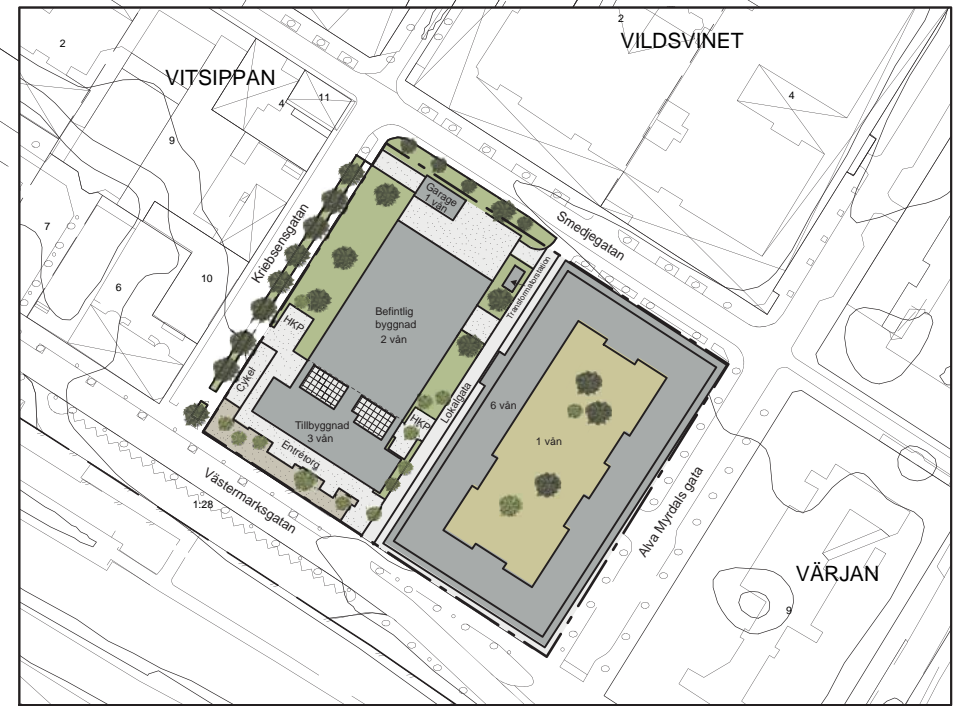 2
VILDSVINET
2
VITSIPPAN
4
11
4
9
Garage
1 vån
7
Kriebsensgatan
Smedjegatan
10
6
Transformatorstation
Befintlig
byggnad
2 vån
HKP
Cykel
Lokalgata
6 vån
HKP
Tillbyggnad
3 vån
1 vån
Entrétorg
Västermarksgatan
1:28
Alva Myrdals gata
VÄRJAN
9